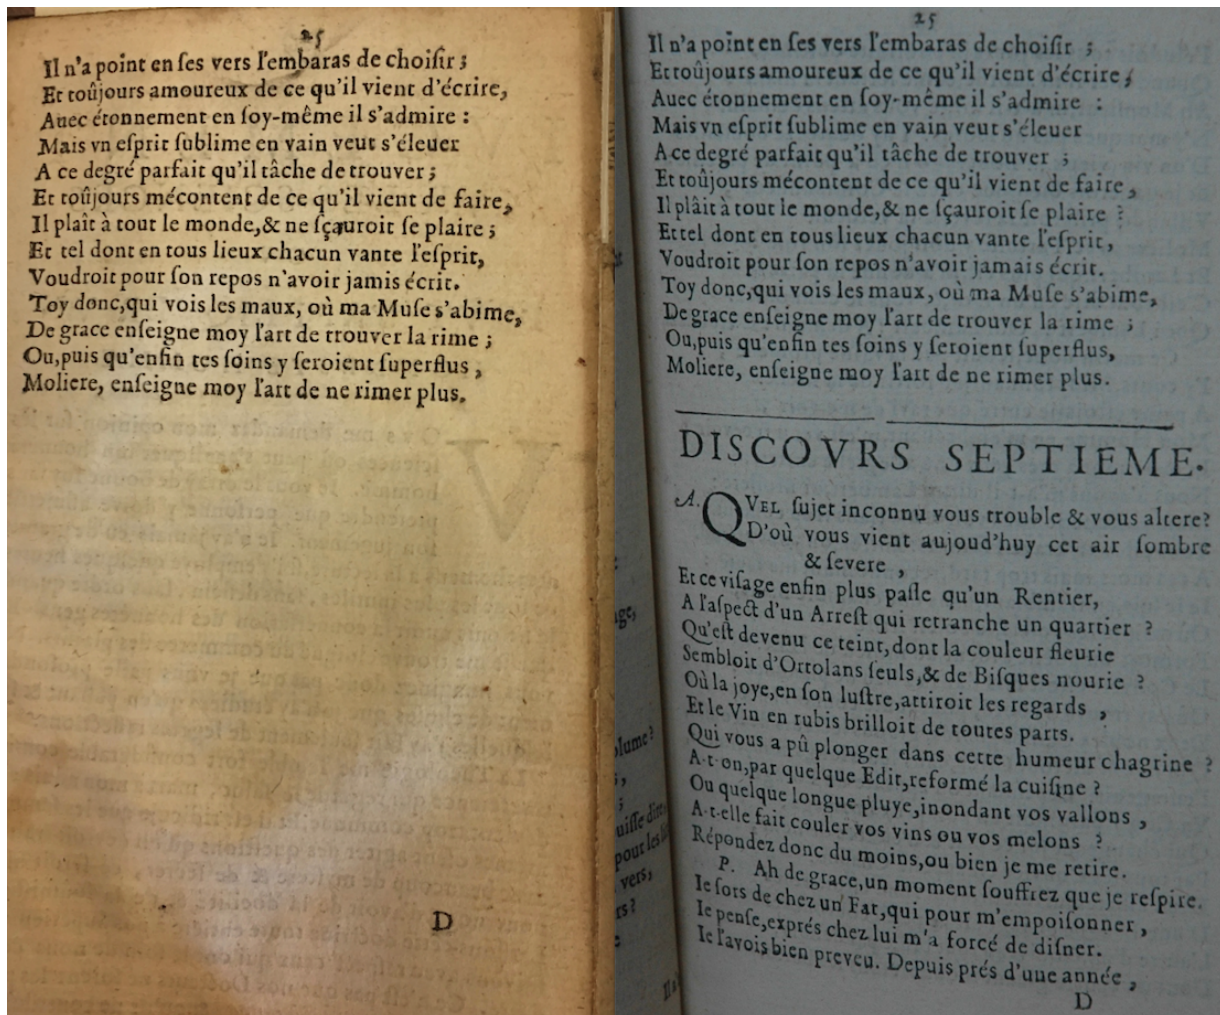 25
Il n'a point en ſes vers l'embaras de choiſir ;
Et toûjours amoureux de ce qu'il vient d'écrire,
Auec étonnement en ſoy-même il s'admire :
Mais vn eſprit ſublime en vain veut s'éleuer
A ce degré parfait qu'il tâche de trouver ;
Et toûjours mécontent de ce qu'il vient de faire,
Il plaît à tout le monde,& ne ſçauroit ſe plaire ;
Et tel dont en tous lieux chacun vante l'eſprit,
Voudroit pour ſon repos n'avoir jamis écrit.
Toy donc,qui vois les maux, où ma Muſe s'abime,
De grace enſeigne moy l'art de trouver la rime ;
Ou,puis qu'enfin tes ſoins y ſeroient ſuperflus ,
Moliere, enſeigne moy l'art de ne rimer plus.
D
25
Il n'a point en ſes vers l'embaras de choiſir ;
Et toûjours amoureux de ce qu'il vient d'écrire ;
Auec étonnement en ſoy-même il s'admire :
Mais vn eſprit ſublime en vain veut s'éleuer
A ce degré parfait qu'il tâche de trouver ;
Et toûjours mécontent de ce qu'il vient de faire,
Il plâit à tout le monde,& ne ſçauroit ſe plaire ?
Et tel dont en tous lieux chacun vante l'eſprit,
Voudroit pour ſon repos n'avoir jamais écrit.
Toy donc,qui vois les maux, où ma Muſe s'abime,
De grace enſeigne moy l'art de trouver la rime ;
Ou,puis qu'enfin tes ſoins y ſeroient ſuperflus,
Moliere, enſeigne moy l'art de ne rimer plus.
DISCOVRS SEPTIEME.
A. QVEL ſujet inconnu vous trouble & vous altere?
D'où vous vient aujourd'huy cet air ſombre
& ſevere ,
Et ce viſage enfin plus paſle qu'un Rentier,
A l'aſpect d'un Arreſt qui retranche un quartier ?
Qu'eſt devenu ce teint,dont la couleur fleurie
Sembloit d'Ortolans ſeuls,& de Biſques nourie ?
Où la joye,en ſon luſtre,attiroit les regards ,
Et le Vin en rubis brilloit de toutes parts.
Qui vous a pû plonger dans cette humeur chagrine ?
A-t-on,par quelque Edit,reformé la cuiſine ?
Ou quelque longue pluye,inondant vos vallons ,
A-t-elle fait couler vos vins ou vos melons ?
Répondez donc du moins,ou bien je me retire.
P. Ah de grace,un moment ſouffrez que je reſpire.
Ie ſors de chez un Fat,qui pour m'empoiſonner ,
Ie penſe,exprés chez lui m'a forcé de diſner.
Ie l'avois bien preveu. Depuis prés d'une année ,
D